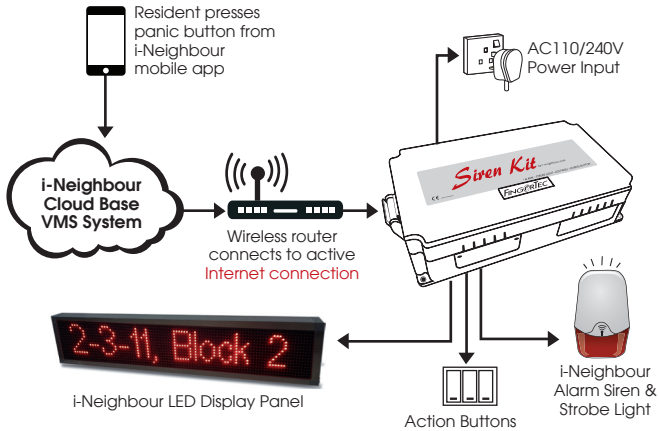 Resident presses
panic button from
i-Neighbour
mobile app
AC110/240V
Power Input
i-Neighbour
Cloud Base
VMS System
Siren Kit
FINGERTEC
Wireless router
connects to active
Internet connection
2-3-11, Block 2
i-Neighbour LED Display Panel
Action Buttons
i-Neighbour
Alarm Siren &
Strobe Light